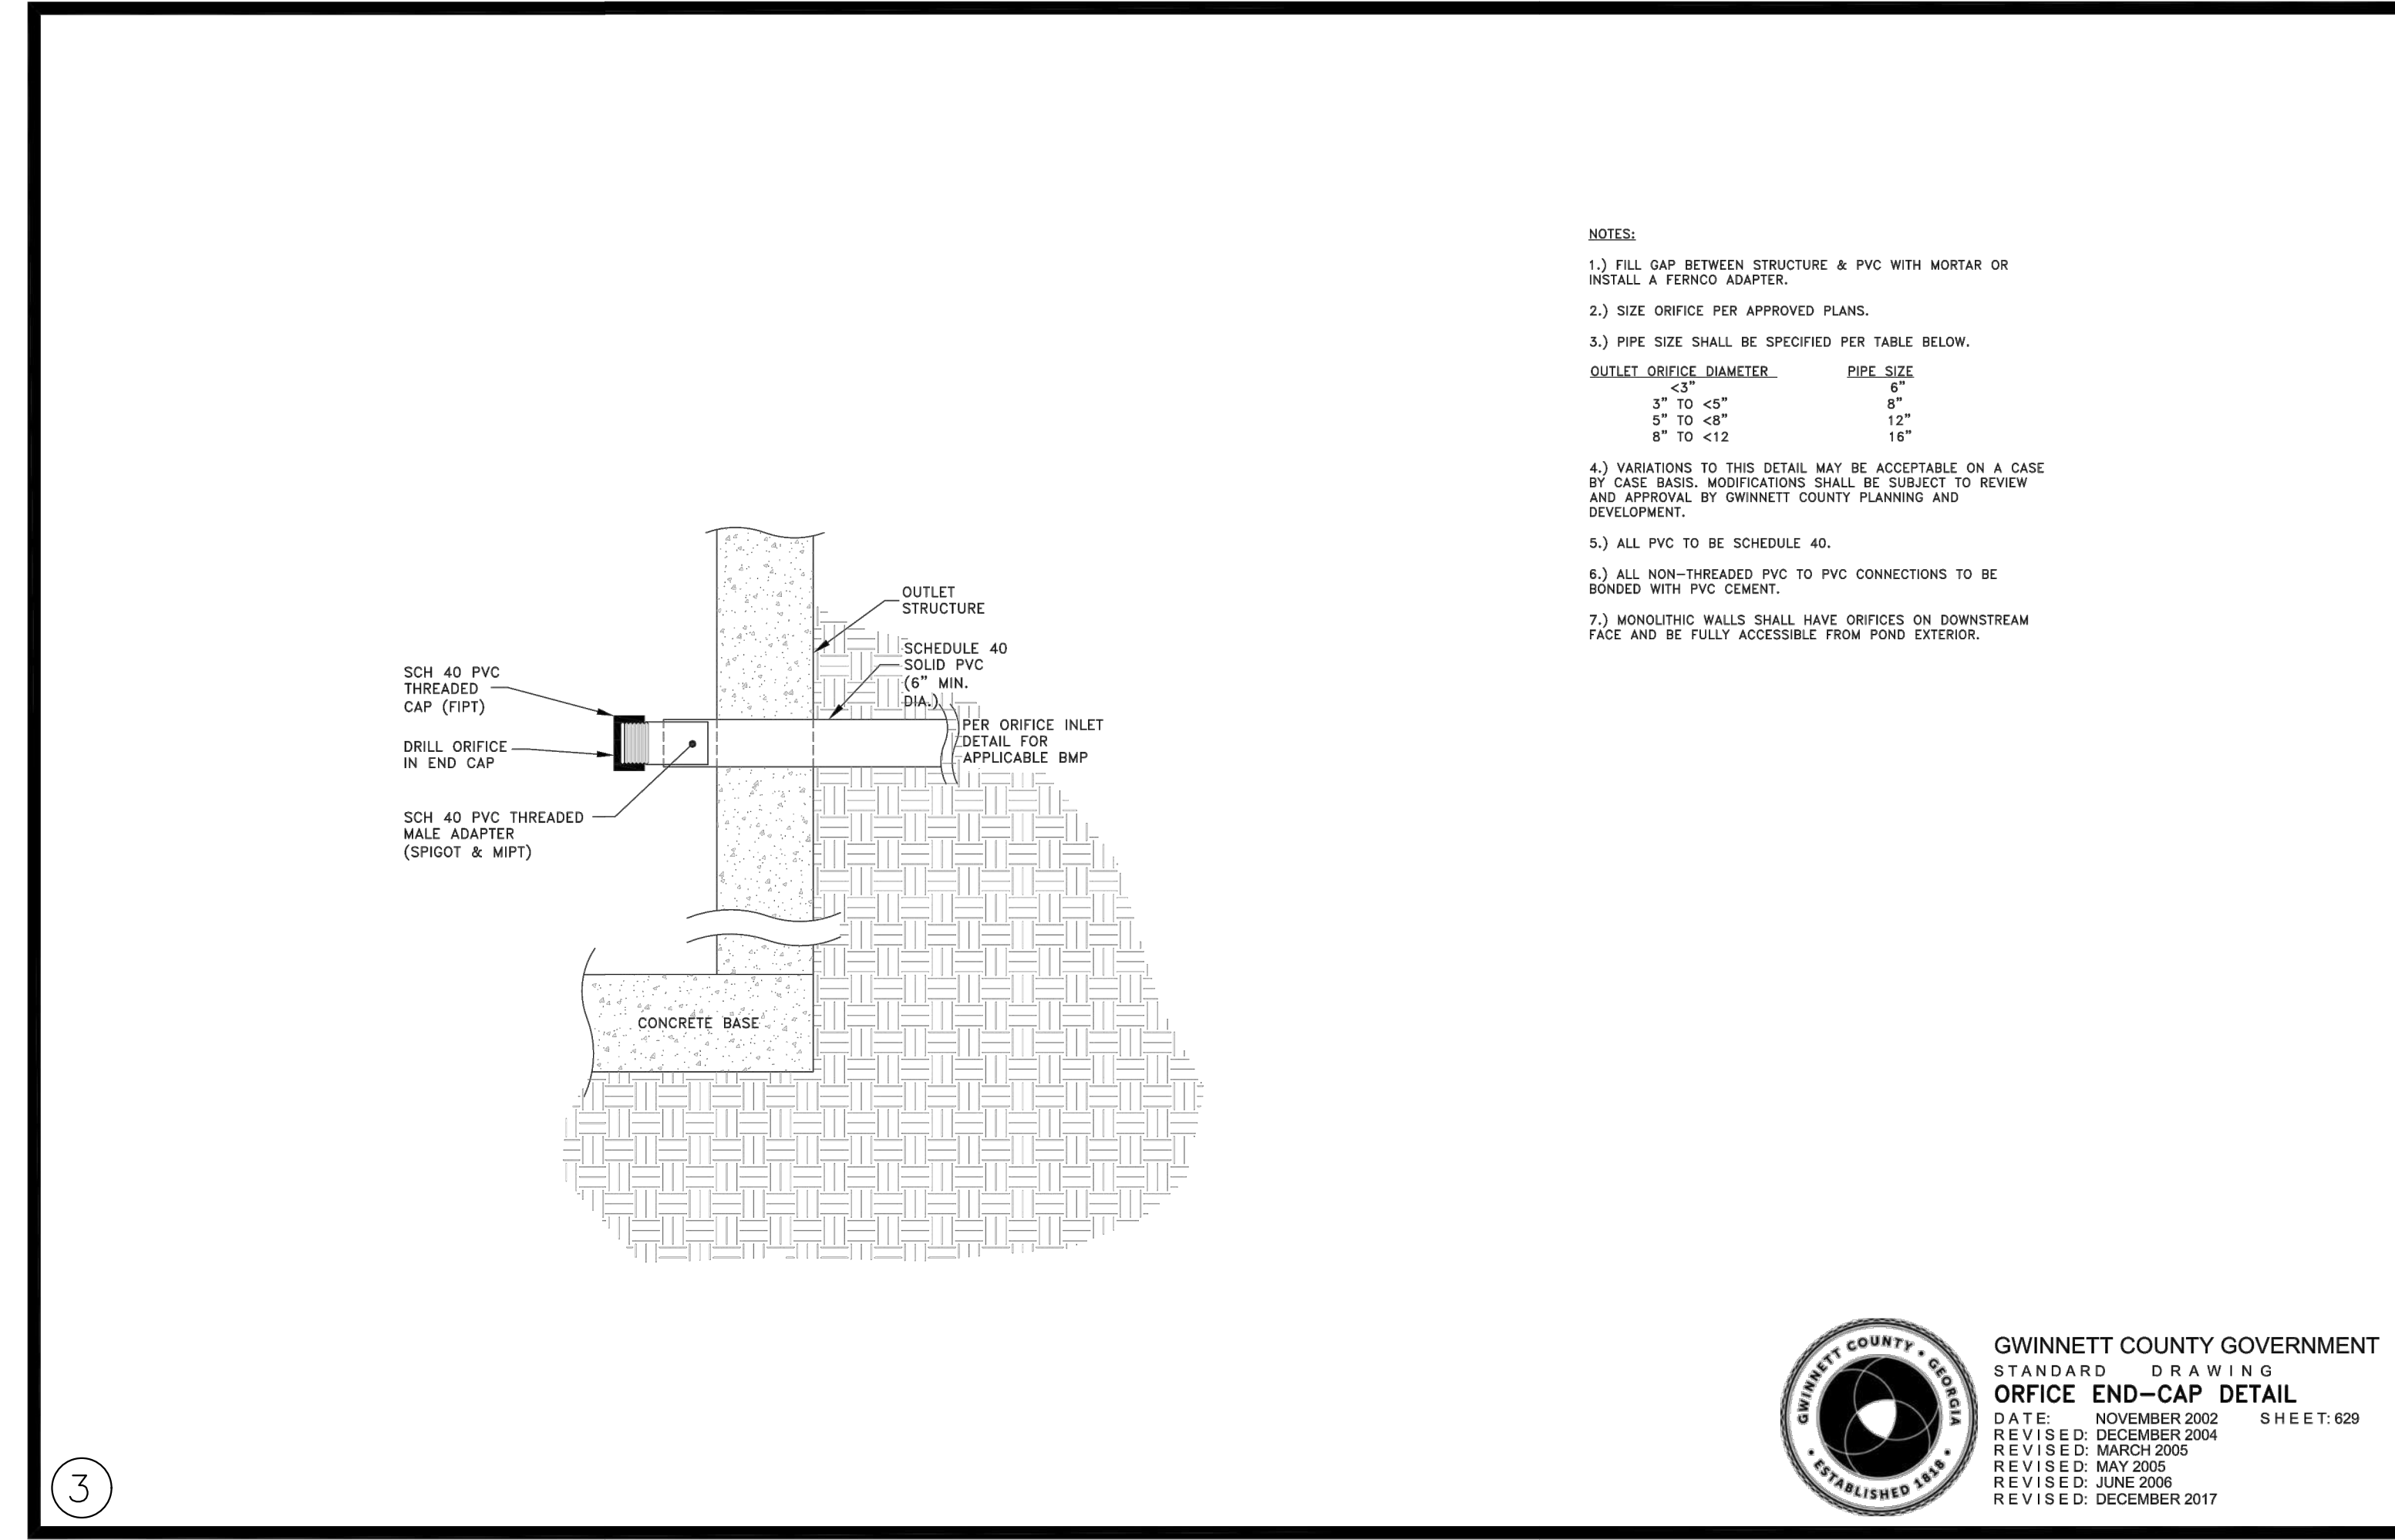 NOTES:
1.) FILL GAP BETWEEN STRUCTURE & PVC WITH MORTAR OR
INSTALL A FERNCO ADAPTER.
2.) SIZE ORIFICE PER APPROVED PLANS.
3.) PIPE SIZE SHALL BE SPECIFIED PER TABLE BELOW.
OUTLET ORIFICE DIAMETER PIPE SIZE
<3” 6”
3” TO <5” 8”
5” TO <8” 12”
8” TO <12 16”
4.) VARIATIONS TO THIS DETAIL MAY BE ACCEPTABLE ON A CASE
BY CASE BASIS. MODIFICATIONS SHALL BE SUBJECT TO REVIEW
AND APPROVAL BY GWINNETT COUNTY PLANNING AND
DEVELOPMENT.
5.) ALL PVC TO BE SCHEDULE 40.
6.) ALL NON-THREADED PVC TO PVC CONNECTIONS TO BE
BONDED WITH PVC CEMENT.
7.) MONOLITHIC WALLS SHALL HAVE ORIFICES ON DOWNSTREAM
FACE AND BE FULLY ACCESSIBLE FROM POND EXTERIOR.
OUTLET
STRUCTURE
SCHEDULE 40
SOLID PVC
(6” MIN.
DIA.)
SCH 40 PVC
THREADED
CAP (FIPT)
PER ORIFICE INLET
DETAIL FOR
APPLICABLE BMP
DRILL ORIFICE
IN END CAP
SCH 40 PVC THREADED
MALE ADAPTER
(SPIGOT & MIPT)
CONCRETE BASE
GWINNETT COUNTY • GEORGIA
• ESTABLISHED 1818 •
GWINNETT COUNTY GOVERNMENT
STANDARD DRAWING
ORFICE END-CAP DETAIL
DATE: NOVEMBER 2002 SHEET: 629
REVISED: DECEMBER 2004
REVISED: MARCH 2005
REVISED: MAY 2005
REVISED: JUNE 2006
REVISED: DECEMBER 2017
3